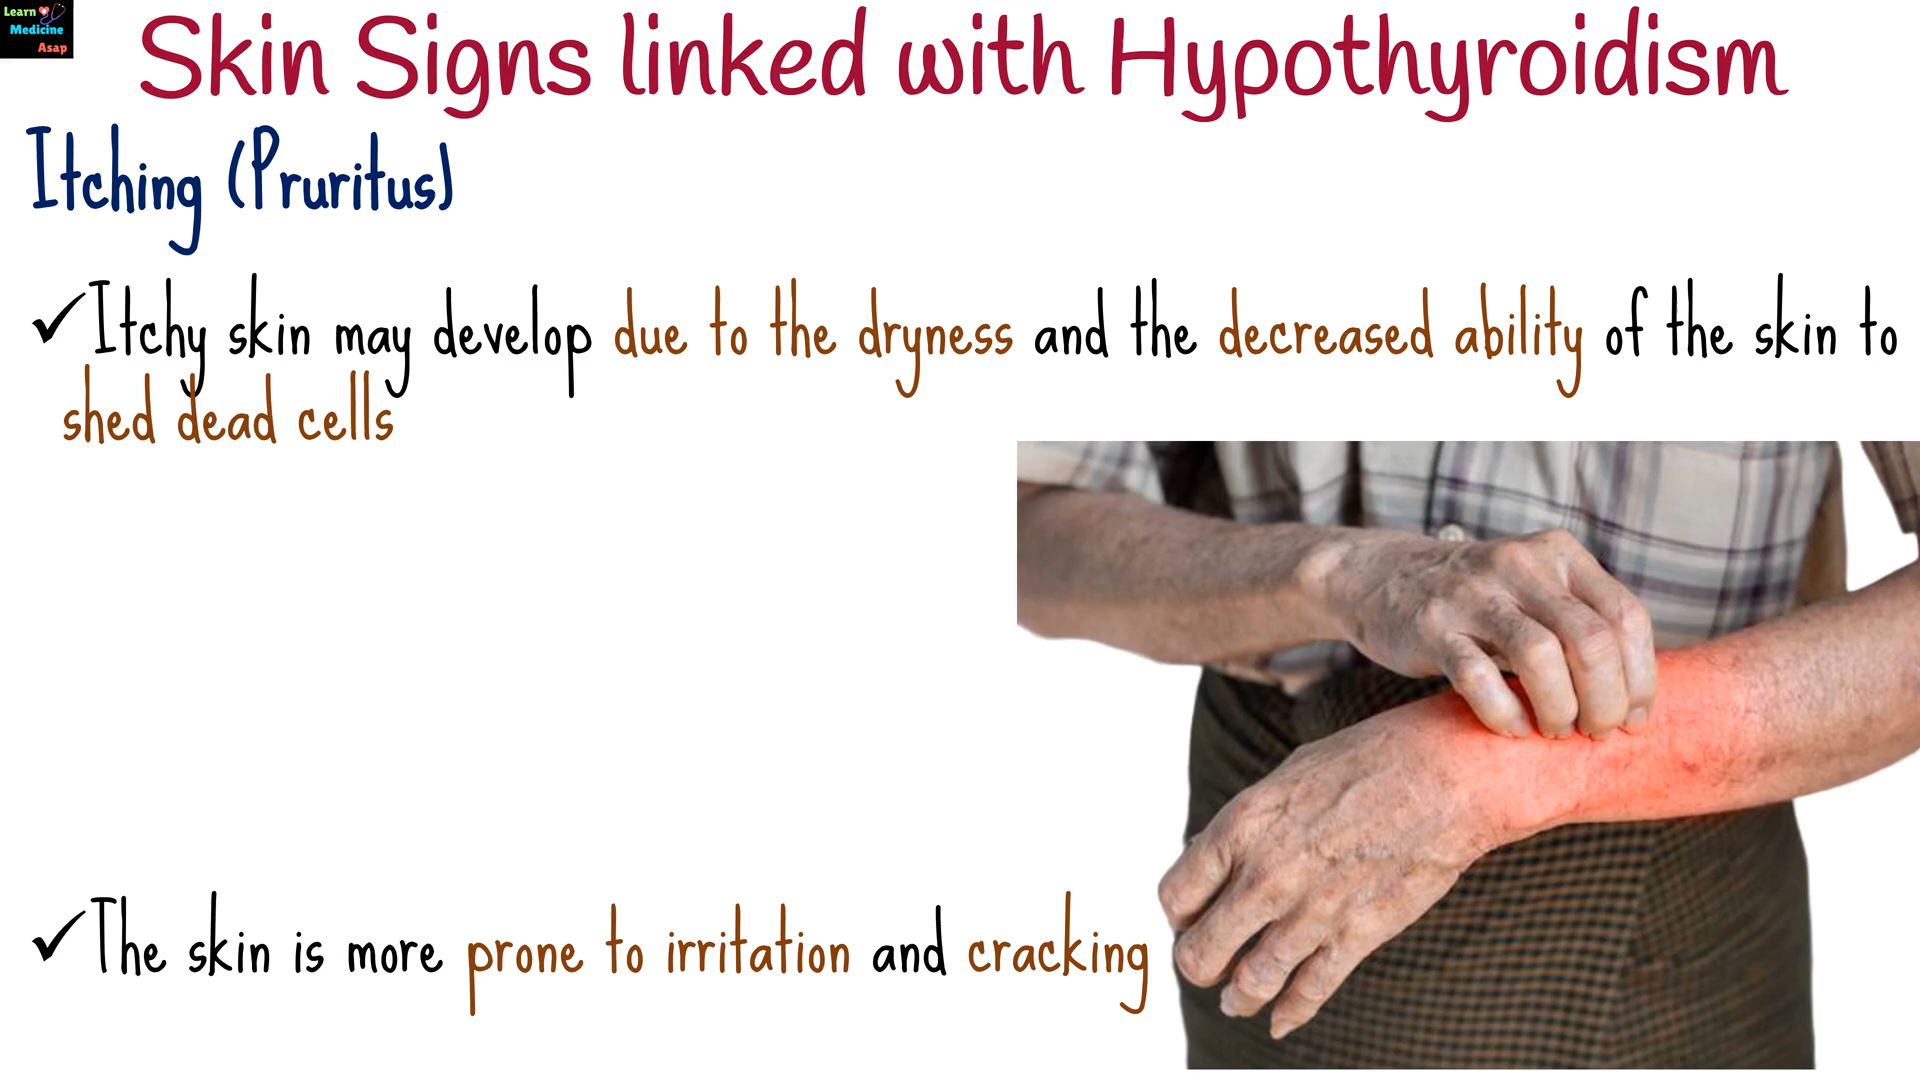 Learn
Medicine
Asap
Skin Signs linked with Hypothyroidism
Itching (Pruritus)
✓Itchy skin may develop due to the dryness and the decreased ability of the skin to
shed dead cells
✓The skin is more prone to irritation and cracking